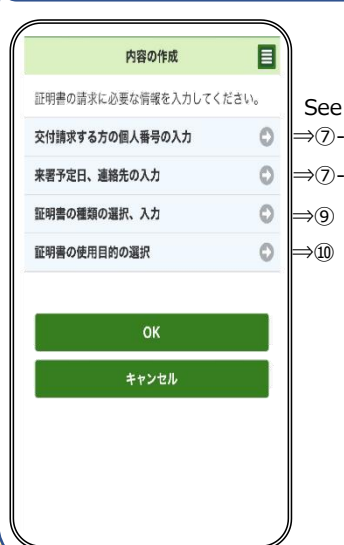 内容の作成
証明書の請求に必要な情報を入力してください。
See
交付請求する方の個人番号の入力 ⇒⑦-
来署予定日、連絡先の入力 ⇒⑦-
証明書の種類の選択、入力 ⇒⑨
証明書の使用目的の選択 ⇒⑩
OK
キャンセル